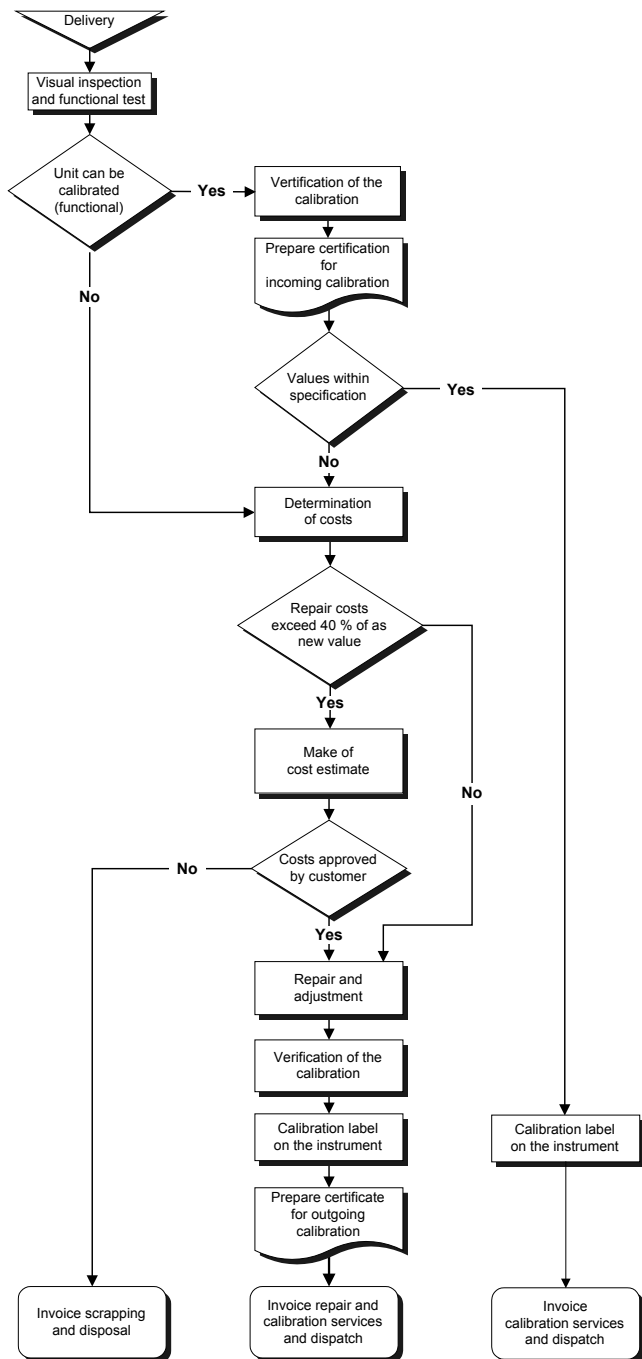 Delivery
Visual inspection
and functional test
Unit can be
calibrated
(functional)
Yes
Vertification of the
calibration
Prepare certification
for
incoming calibration
No
Values within
specification
Yes
No
Determination
of costs
Repair costs
exceed 40 % of as
new value
Yes
Make of
cost estimate
No
Costs approved
by customer
No
Yes
Repair and
adjustment
Verification of the
calibration
Calibration label
on the instrument
Calibration label
on the instrument
Prepare certificate
for outgoing
calibration
Invoice scrapping
and disposal
Invoice repair and
calibration services
and dispatch
Invoice
calibration services
and dispatch